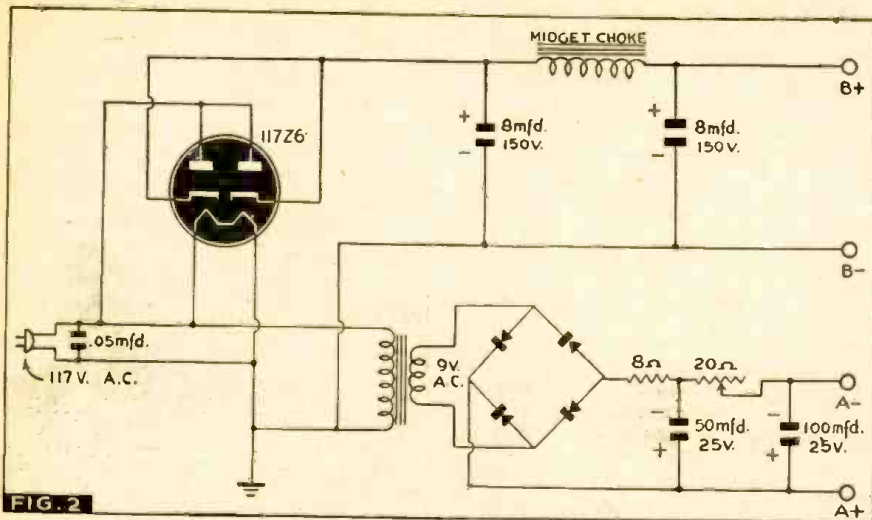 MIDGET CHOKE
B+
117Z6
+
8mfd.
-
150V.
+
8mfd.
-
150V.
B-
.05mfd.
117V. A.C.
9V.
A.C.
8Ω
20Ω
A-
-
50mfd.
+
25V.
-
100mfd.
+
25V.
A+
FIG. 2